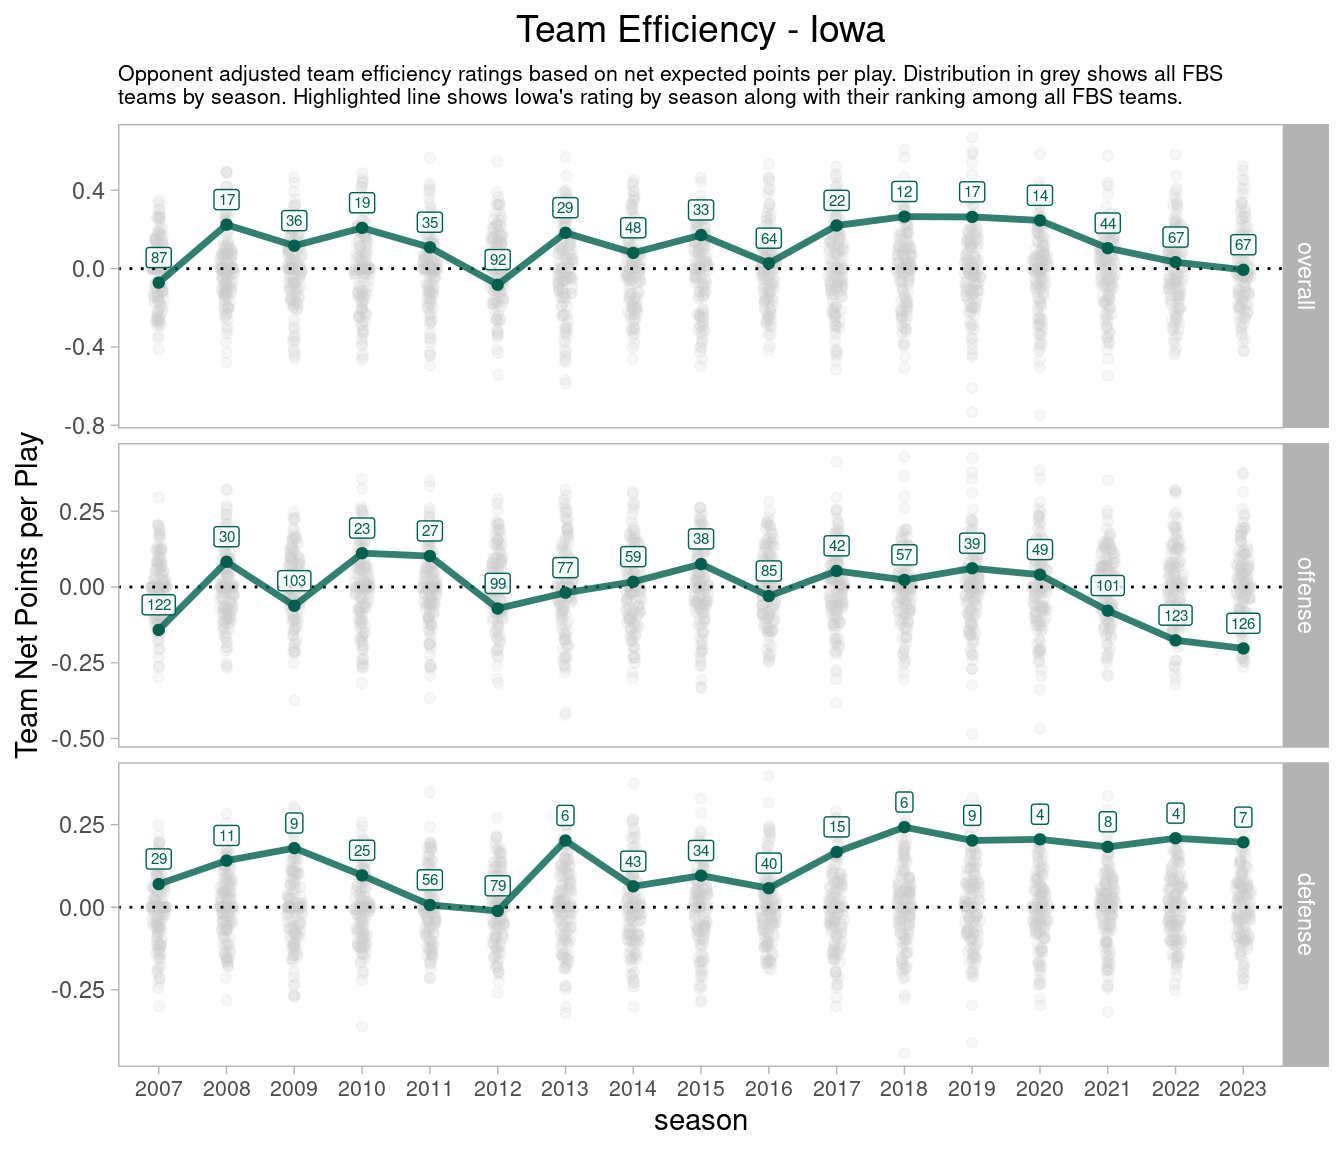 Team Efficiency - Iowa
Opponent adjusted team efficiency ratings based on net expected points per play. Distribution in grey shows all FBS
teams by season. Highlighted line shows Iowa's rating by season along with their ranking among all FBS teams.
Team Net Points per Play
0.4
0.0
-0.4
-0.8
87 17 36 19 35 92 29 48 33 64 22 12 17 14 44 67 67
overall
0.25
0.00
-0.25
-0.50
122 30 103 23 27 99 77 59 38 85 42 57 39 49 101 123 126
offense
0.25
0.00
-0.25
29 11 9 25 56 79 6 43 34 40 15 6 9 4 8 4 7
defense
2007 2008 2009 2010 2011 2012 2013 2014 2015 2016 2017 2018 2019 2020 2021 2022 2023
season